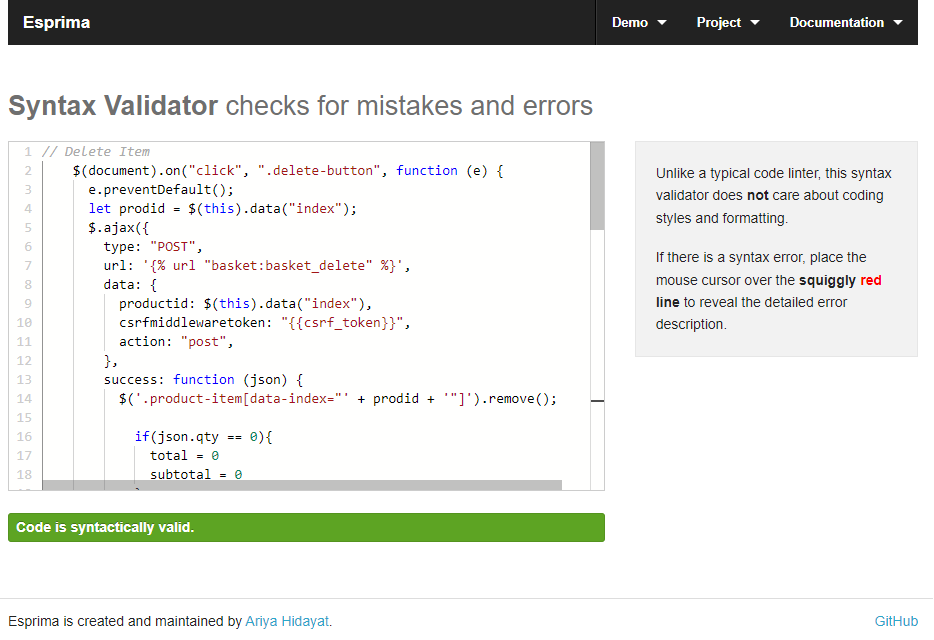 Esprima
Demo
Project
Documentation
Syntax Validator checks for mistakes and errors
1 // Delete Item
2 $(document).on("click", ".delete-button", function (e) {
3 e.preventDefault();
4 let prodid = $(this).data("index");
5 $.ajax({
6 type: "POST",
7 url: '{% url "basket:basket_delete" %}',
8 data: {
9 productid: $(this).data("index"),
10 csrfmiddlewaretoken: "{{csrf_token}}",
11 action: "post",
12 },
13 success: function (json) {
14 $('.product-item[data-index="' + prodid + '"]').remove();
15
16 if(json.qty == 0){
17 total = 0
18 subtotal = 0
Unlike a typical code linter, this syntax
validator does not care about coding
styles and formatting.
If there is a syntax error, place the
mouse cursor over the squiggly red
line to reveal the detailed error
description.
Code is syntactically valid.
Esprima is created and maintained by Ariya Hidayat.
GitHub